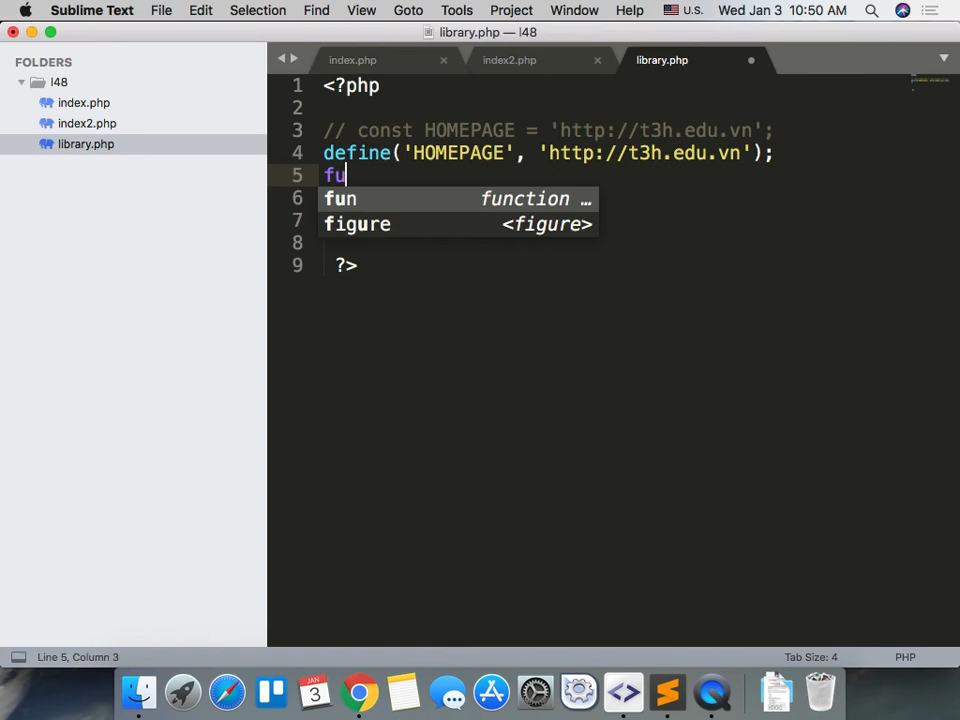 Sublime Text File Edit Selection Find View Goto Tools Project Window Help U.S. Wed Jan 3 10:50 AM
library.php — l48
FOLDERS
l48
index.php
index2.php
library.php
index.php
index2.php
library.php
1 <?php
2
3 // const HOMEPAGE = 'http://t3h.edu.vn';
4 define('HOMEPAGE', 'http://t3h.edu.vn');
5 fu
6
fun function …
7
figure <figure>
8
9 ?>
Line 5, Column 3
Tab Size: 4
PHP
JAN
3